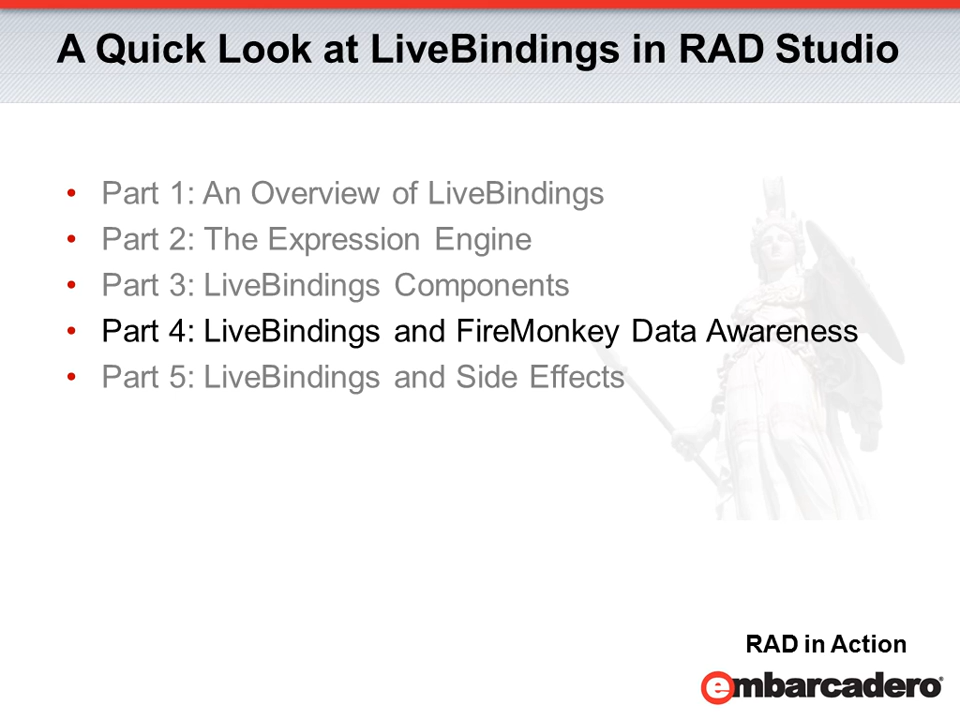 A Quick Look at LiveBindings in RAD Studio
• Part 1: An Overview of LiveBindings
• Part 2: The Expression Engine
• Part 3: LiveBindings Components
• Part 4: LiveBindings and FireMonkey Data Awareness
• Part 5: LiveBindings and Side Effects
RAD in Action
embarcadero®